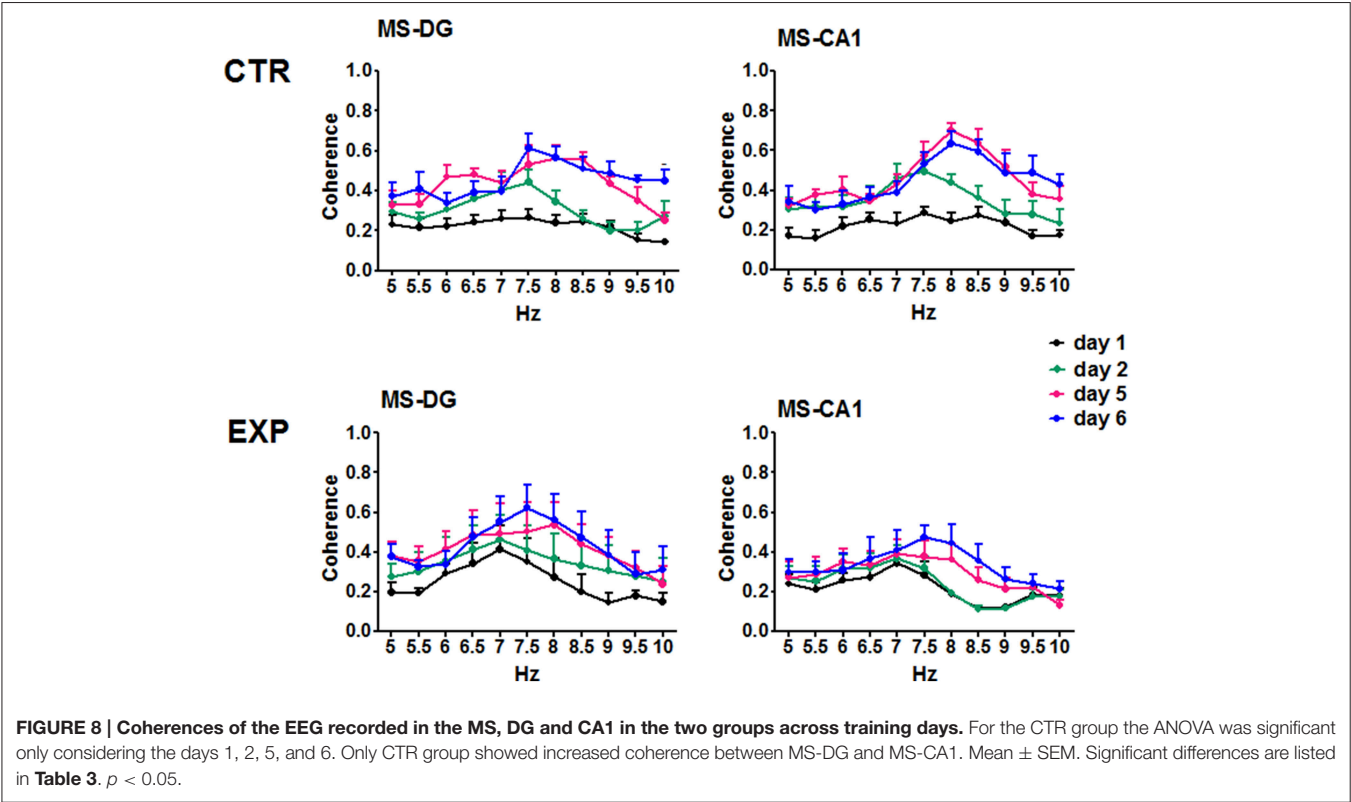 MS-DG
MS-CA1
CTR
Coherence
1.0
0.8
0.6
0.4
0.2
0.0
5 5.5 6 6.5 7 7.5 8 8.5 9 9.5 10
Hz
Coherence
1.0
0.8
0.6
0.4
0.2
0.0
5 5.5 6 6.5 7 7.5 8 8.5 9 9.5 10
Hz
day 1
day 2
day 5
day 6
MS-DG
MS-CA1
EXP
Coherence
1.0
0.8
0.6
0.4
0.2
0.0
5 5.5 6 6.5 7 7.5 8 8.5 9 9.5 10
Hz
Coherence
1.0
0.8
0.6
0.4
0.2
0.0
5 5.5 6 6.5 7 7.5 8 8.5 9 9.5 10
Hz
FIGURE 8 | Coherences of the EEG recorded in the MS, DG and CA1 in the two groups across training days. For the CTR group the ANOVA was significant
only considering the days 1, 2, 5, and 6. Only CTR group showed increased coherence between MS-DG and MS-CA1. Mean ± SEM. Significant differences are listed
in Table 3. p < 0.05.